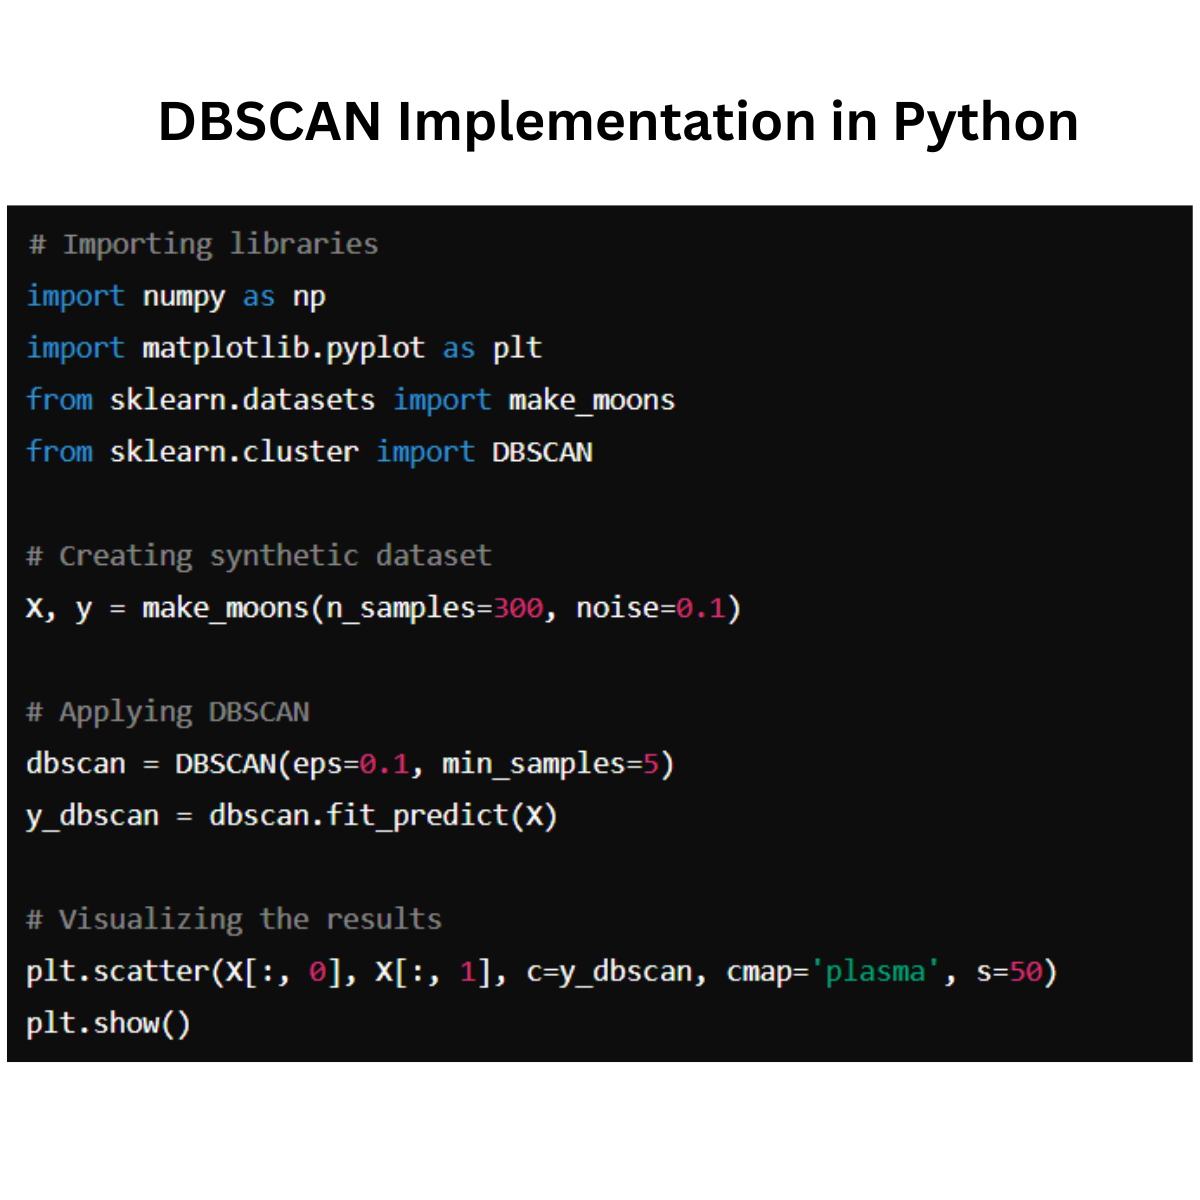 DBSCAN Implementation in Python
# Importing libraries
import numpy as np
import matplotlib.pyplot as plt
from sklearn.datasets import make_moons
from sklearn.cluster import DBSCAN
# Creating synthetic dataset
X, y = make_moons(n_samples=300, noise=0.1)
# Applying DBSCAN
dbscan = DBSCAN(eps=0.1, min_samples=5)
y_dbscan = dbscan.fit_predict(X)
# Visualizing the results
plt.scatter(X[:, 0], X[:, 1], c=y_dbscan, cmap='plasma', s=50)
plt.show()